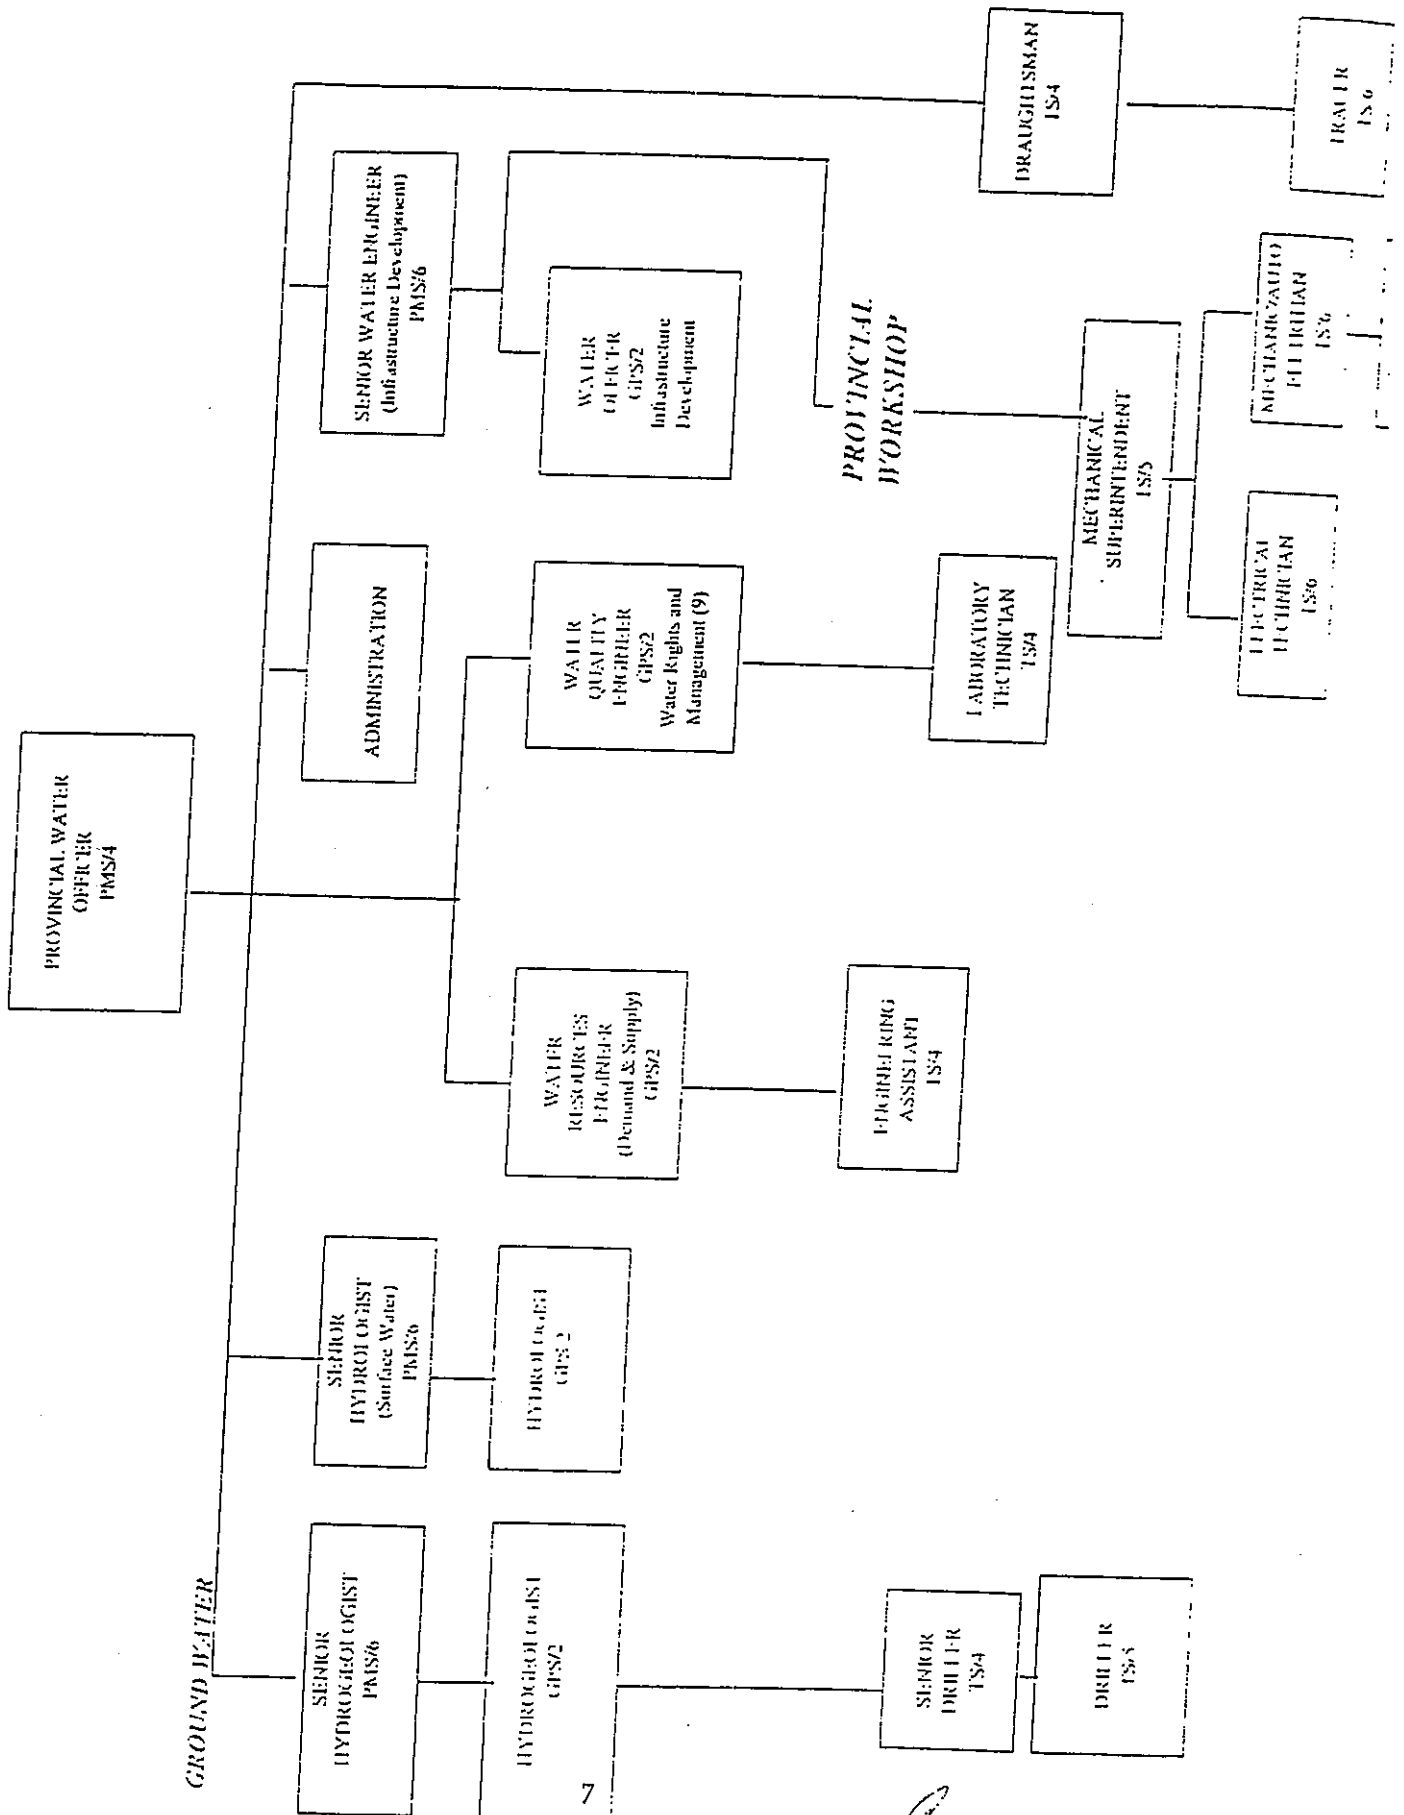 PROVINCIAL WATER
OFFICER
PMS/4
GROUND WATER
SENIOR
HYDROGEOLOGIST
PMS/6
SENIOR
HYDROLOGIST
(Surface Water)
PMS/6
ADMINISTRATION
SENIOR WATER ENGINEER
(Infrastructure Development)
PMS/6
HYDROGEOLOGIST
GPS/2
GPS/2
WATER
RESOURCES
ENGINEER
(Demand & Supply)
GPS/2
WATER
QUALITY
ENGINEER
GPS/2
Water Rights and
Management (9)
WATER
OFFICER
GPS/2
Infrastructure
Development
PROVINCIAL
WORKSHOP
SENIOR
DRILLER
TS/4
ENGINEERING
ASSISTANT
TS/4
LABORATORY
TECHNICIAN
TS/4
DRAUGHTSMAN
TS/4
DRILLER
TS/5
MECHANICAL
SUPERINTENDENT
TS/5
ELECTRICAL
TECHNICIAN
TS/6
MECHANIC/AUTO
ELECTRICIAN
TS/6
TRACER
TS/6
7